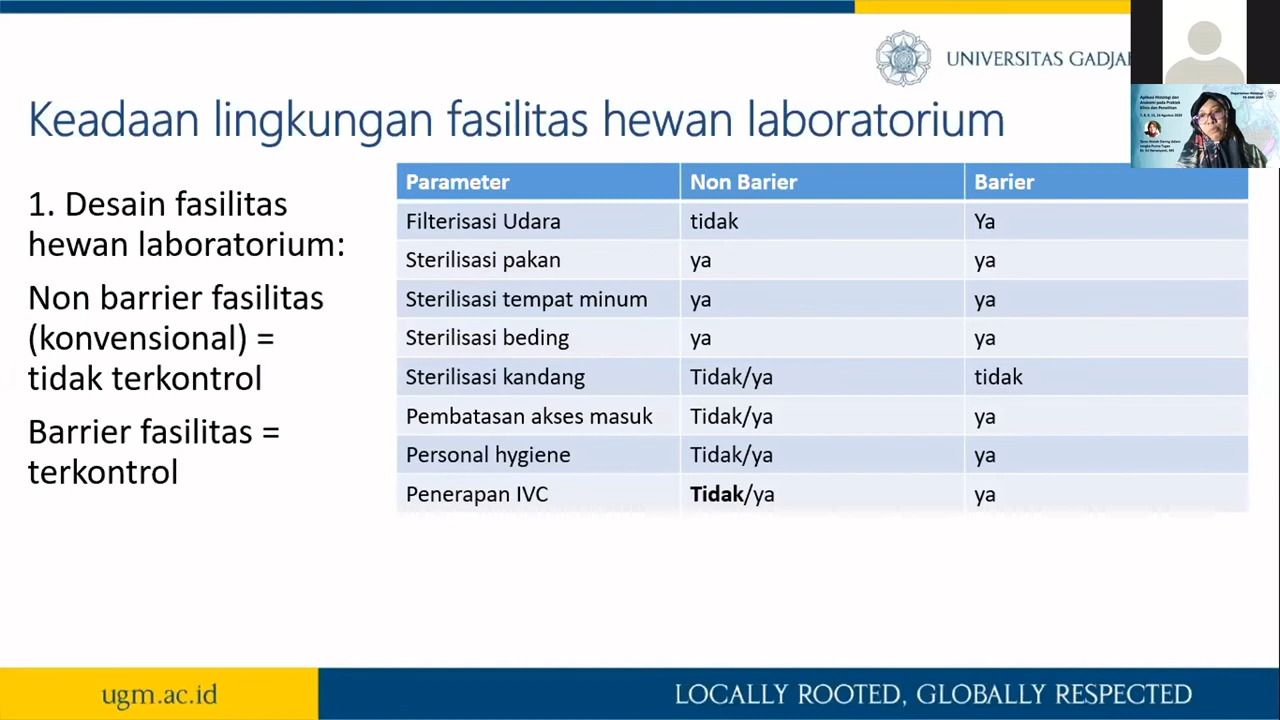 UNIVERSITAS GADJAH
Keadaan lingkungan fasilitas hewan laboratorium
1. Desain fasilitas
hewan laboratorium:
Non barrier fasilitas
(konvensional) =
tidak terkontrol
Barrier fasilitas =
terkontrol
Parameter Non Barier Barier
Filterisasi Udara tidak Ya
Sterilisasi pakan ya ya
Sterilisasi tempat minum ya ya
Sterilisasi beding ya ya
Sterilisasi kandang Tidak/ya tidak
Pembatasan akses masuk Tidak/ya ya
Personal hygiene Tidak/ya ya
Penerapan IVC Tidak/ya ya
ugm.ac.id
LOCALLY ROOTED, GLOBALLY RESPECTED